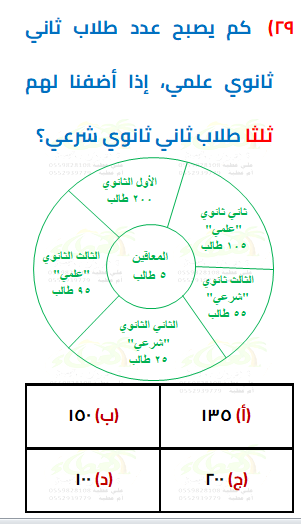 ٢٩) كم يصبح عدد طلاب ثاني
ثانوي علمي، إذا أضفنا لهم
ثلثا طلاب ثاني ثانوي شرعي؟
الأول الثانوي
٢٠٠ طالب
ثاني ثانوي
"علمي"
١٠٥ طالب
المعاقين
٥ طالب
الثالث الثانوي
"علمي"
٩٥ طالب
الثالث ثانوي
"شرعي"
٥٥ طالب
الثاني الثانوي
"شرعي"
٢٥ طالب
(أ) ١٣٥
(ب) ١٥٠
(ج) ٢٠٠
(د) ١٠٠